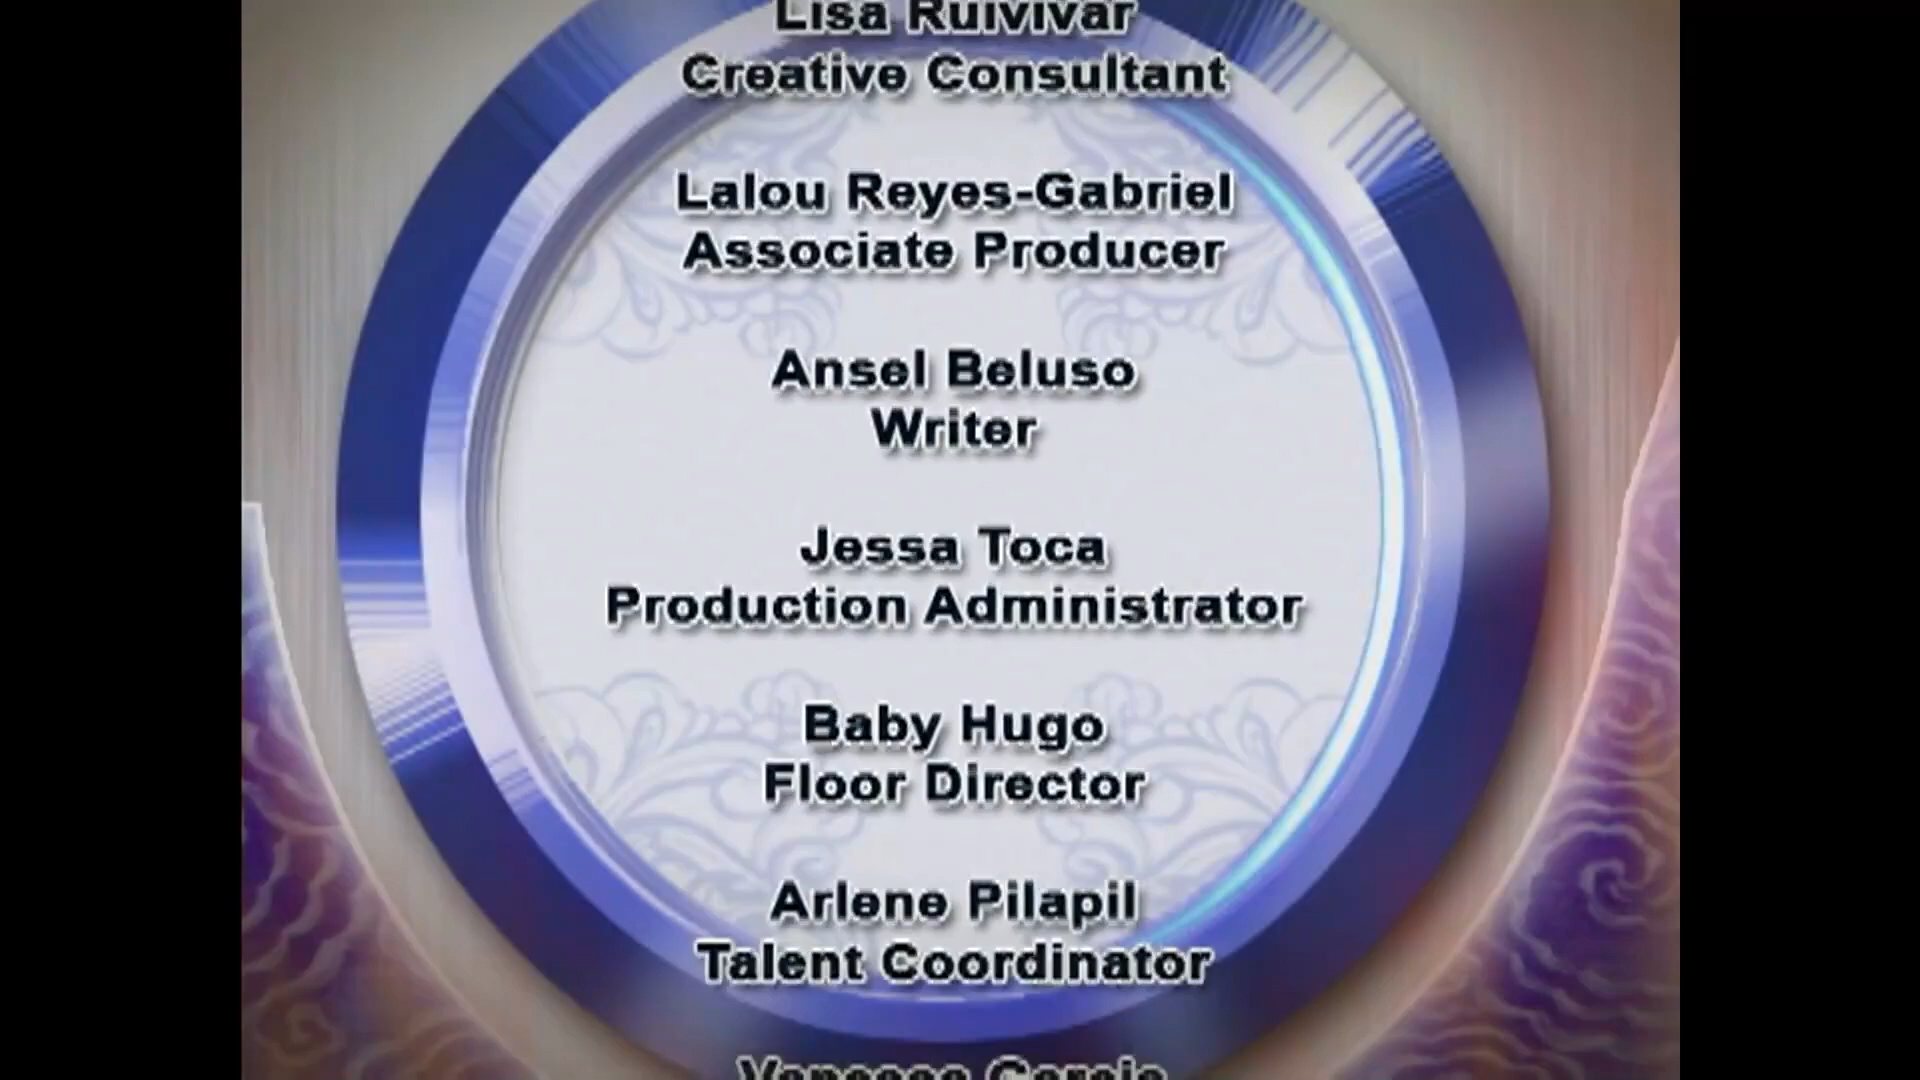 Lisa Ruivivar
Creative Consultant
Lalou Reyes-Gabriel
Associate Producer
Ansel Beluso
Writer
Jessa Toca
Production Administrator
Baby Hugo
Floor Director
Arlene Pilapil
Talent Coordinator